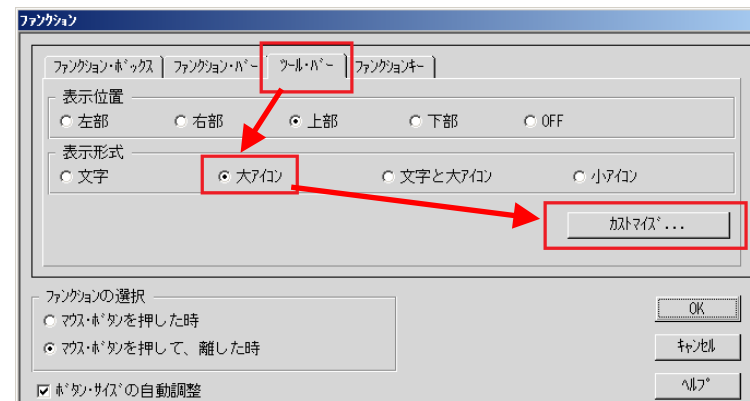 ﾌｧﾝｸｼｮﾝ
ﾌｧﾝｸｼｮﾝ･ﾎﾞｯｸｽ ﾌｧﾝｸｼｮﾝ･ﾊﾞｰ ﾂｰﾙ･ﾊﾞｰ ﾌｧﾝｸｼｮﾝｷｰ
表示位置
左部 右部 上部 下部 OFF
表示形式
文字 大ｱｲｺﾝ 文字と大ｱｲｺﾝ 小ｱｲｺﾝ
ｶｽﾄﾏｲｽﾞ...
ﾌｧﾝｸｼｮﾝの選択
ﾏｳｽ･ﾎﾞﾀﾝを押した時
ﾏｳｽ･ﾎﾞﾀﾝを押して、離した時
ﾎﾞﾀﾝ･ｻｲｽﾞの自動調整
OK
ｷｬﾝｾﾙ
ﾍﾙﾌﾟ